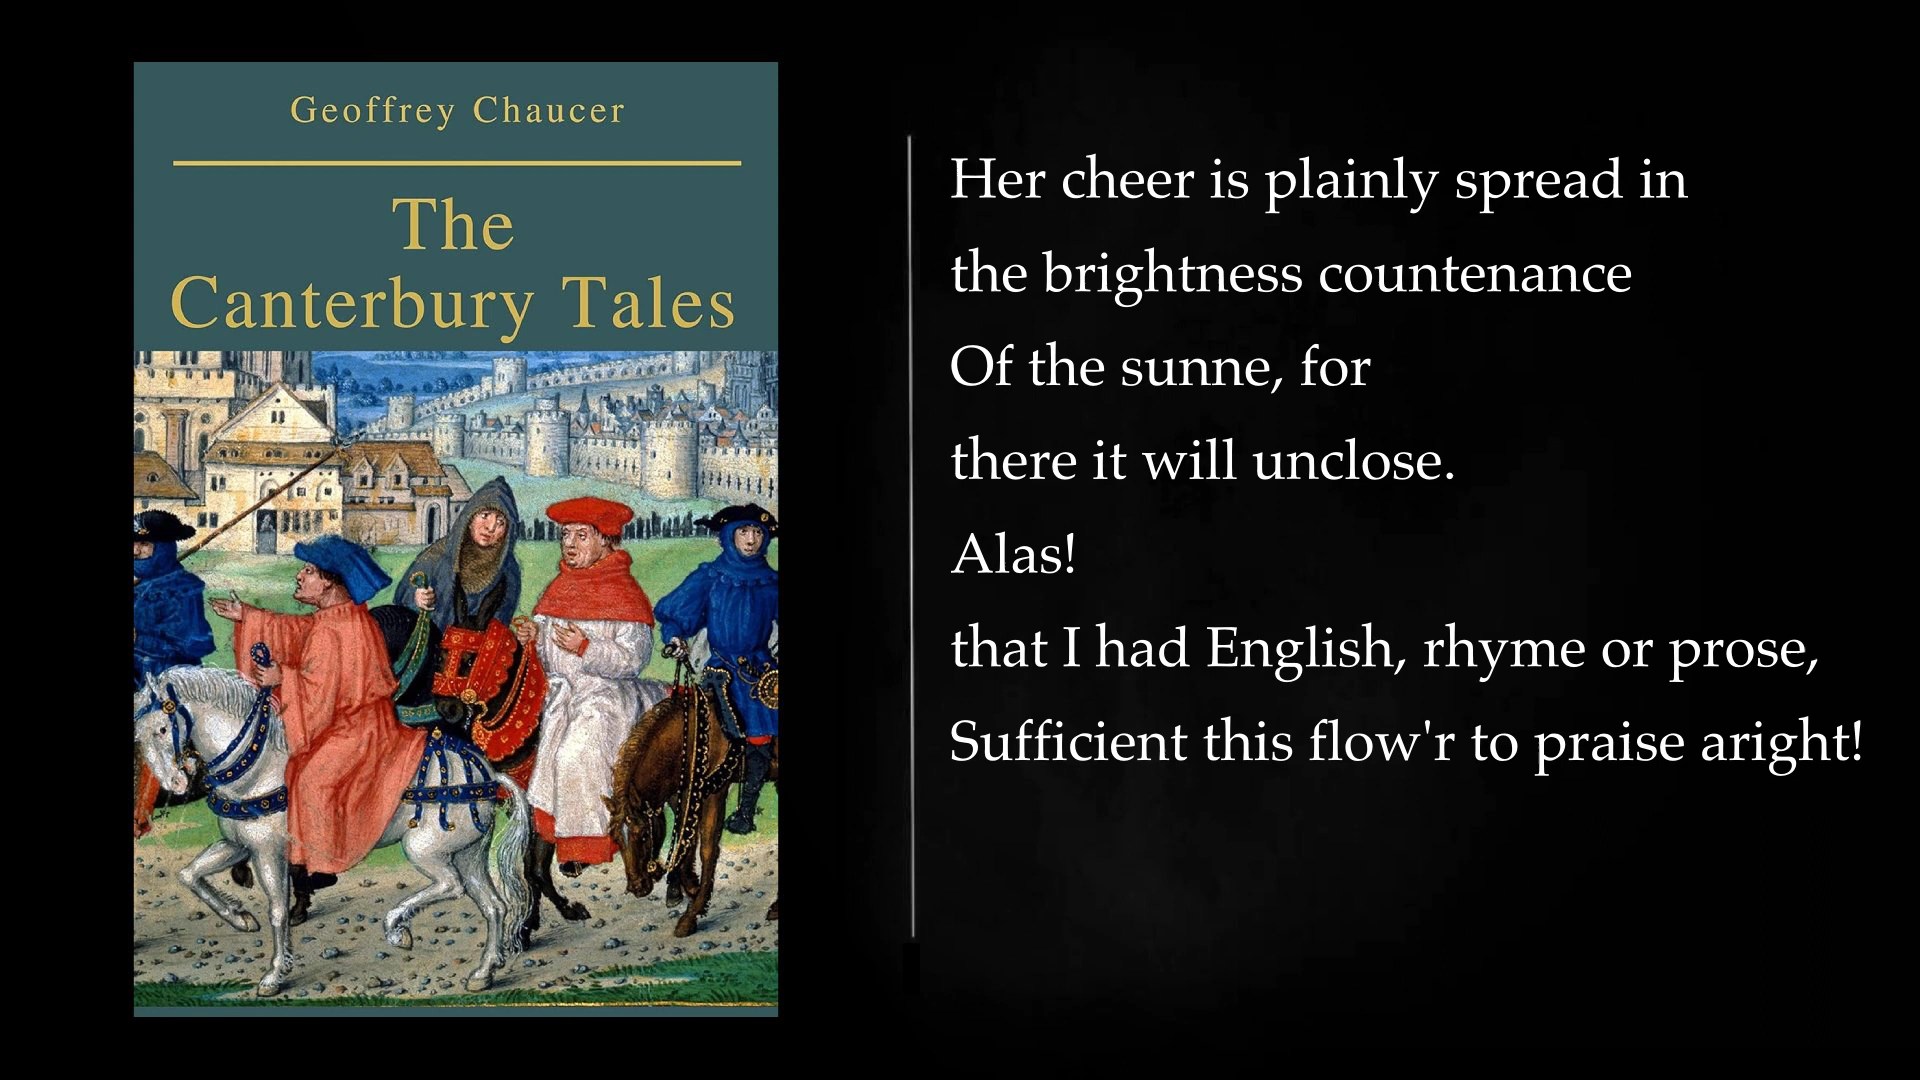 Geoffrey Chaucer
The
Canterbury Tales
Her cheer is plainly spread in
the brightness countenance
Of the sunne, for
there it will unclose.
Alas!
that I had English, rhyme or prose,
Sufficient this flow'r to praise aright!